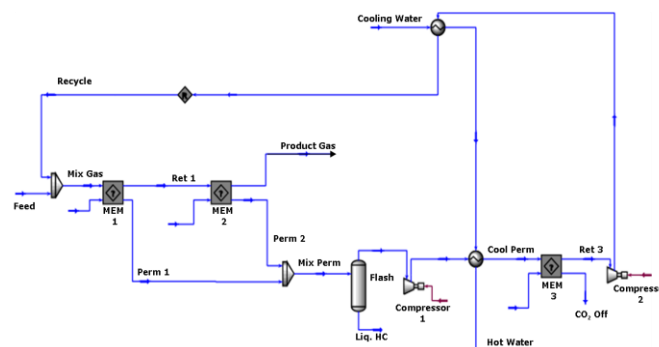 Cooling Water
Recycle
R
Product Gas
Mix Gas
Ret 1
Feed
MEM
1
MEM
2
Perm 2
Perm 1
Mix Perm
Flash
Liq. HC
Compressor
1
Cool Perm
Ret 3
MEM
3
CO₂ Off
Compress
2
Hot Water